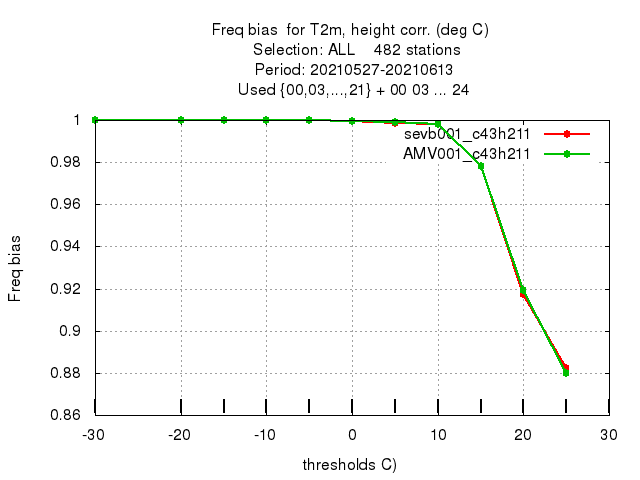 Freq bias  for T2m, height corr. (deg C)
Selection: ALL    482 stations
Period: 20210527-20210613
Used {00,03,...,21} + 00 03 ... 24
sevb001_c43h211
AMV001_c43h211
1
0.98
0.96
0.94
0.92
0.9
0.88
0.86
Freq bias
-30 -20 -10 0 10 20 30
thresholds C)